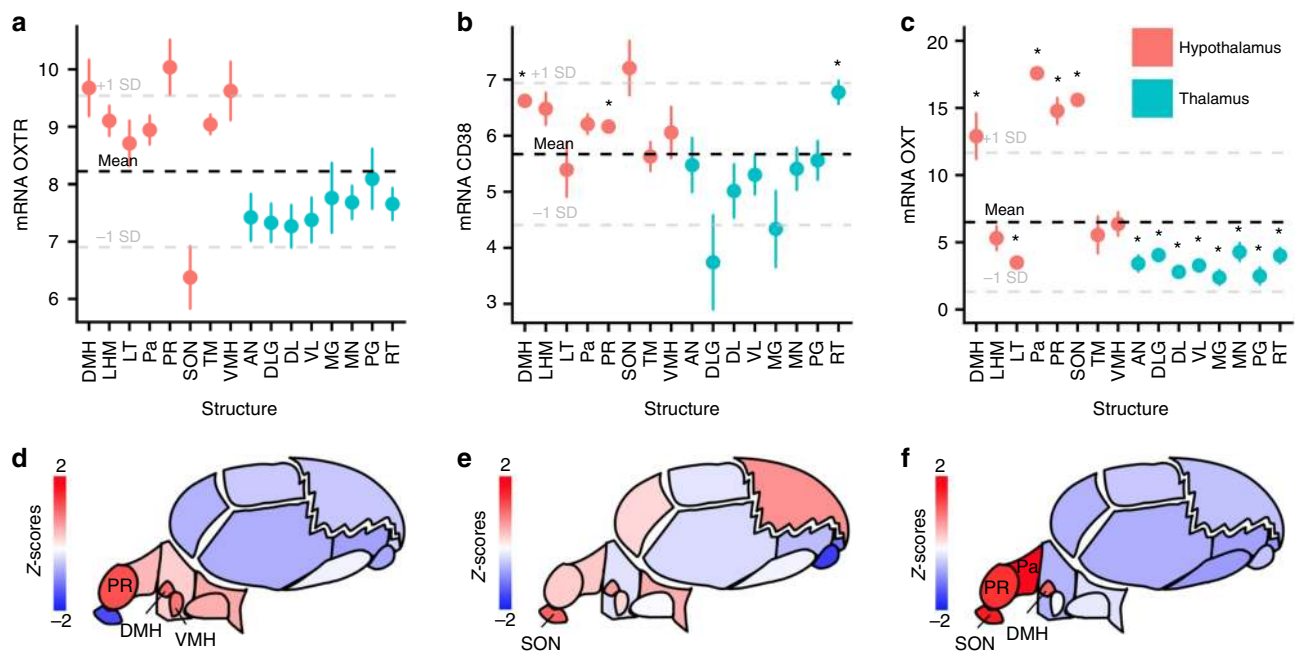 a
mRNA OXTR
10
9
8
7
6
+1 SD
Mean
−1 SD
DMH
LHM
LT
Pa
PR
SON
TM
VMH
AN
DLG
DL
VL
MG
MN
PG
RT
Structure
b
mRNA CD38
7
6
5
4
3
*
+1 SD
*
*
Mean
−1 SD
DMH
LHM
LT
Pa
PR
SON
TM
VMH
AN
DLG
DL
VL
MG
MN
PG
RT
Structure
c
mRNA OXT
20
15
10
5
0
Hypothalamus
Thalamus
*
*
*
*
+1 SD
Mean
*
*
*
*
*
*
*
*
*
−1 SD
DMH
LHM
LT
Pa
PR
SON
TM
VMH
AN
DLG
DL
VL
MG
MN
PG
RT
Structure
d
2
Z-scores
−2
PR
DMH
VMH
e
2
Z-scores
−2
SON
f
2
Z-scores
−2
Pa
PR
SON
DMH